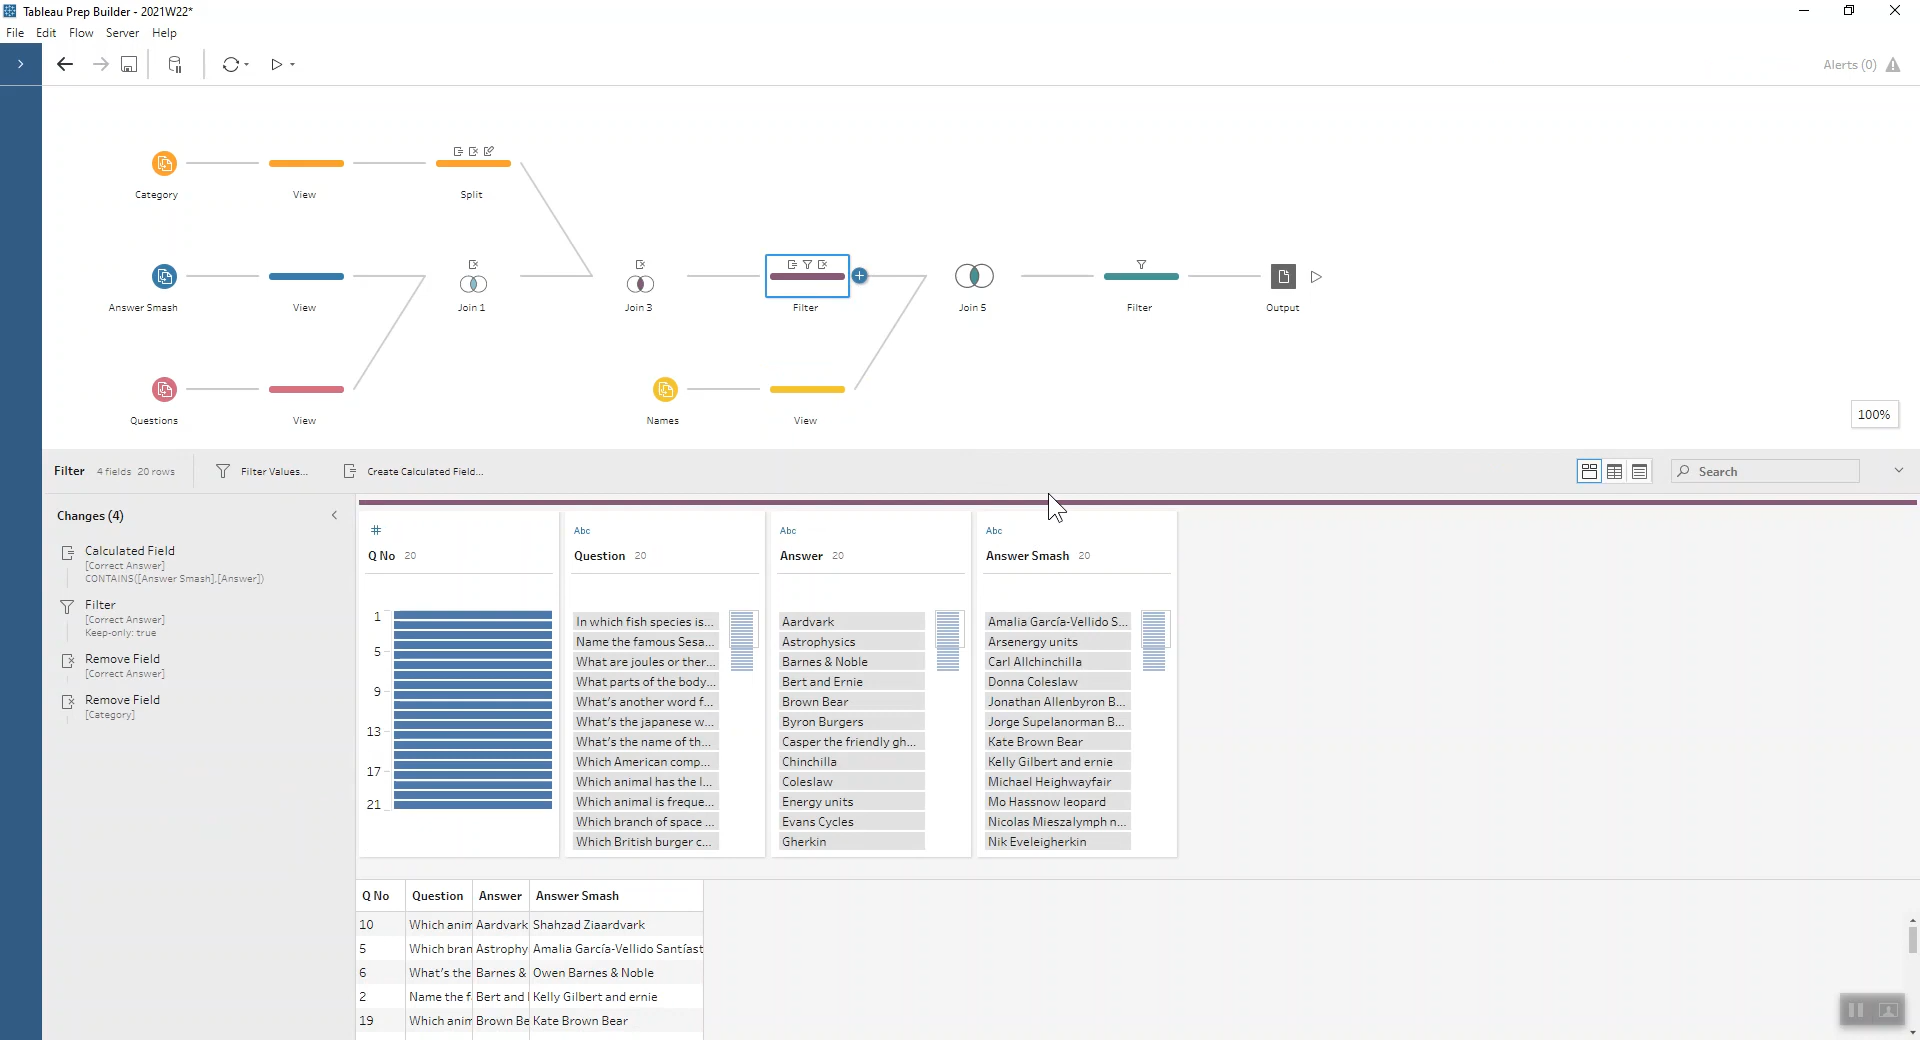 Tableau Prep Builder - 2021W22*
File Edit Flow Server Help
Alerts (0)
Category View Split
Answer Smash View Join 1 Join 3 Filter Join 5 Filter Output
Questions View Names View
100%
Filter 4 fields 20 rows Filter Values... Create Calculated Field... Search
Changes (4)
Calculated Field
[Correct Answer]
CONTAINS([Answer Smash],[Answer])
Filter
[Correct Answer]
Keep-only: true
Remove Field
[Correct Answer]
Remove Field
[Category]
#
Q No 20
1
5
9
13
17
21
Abc
Question 20
In which fish species is...
Name the famous Sesa...
What are joules or ther...
What parts of the body...
What's another word f...
What's the japanese w...
What's the name of th...
Which American comp...
Which animal has the l...
Which animal is freque...
Which branch of space ...
Which British burger c...
Abc
Answer 20
Aardvark
Astrophysics
Barnes & Noble
Bert and Ernie
Brown Bear
Byron Burgers
Casper the friendly gh...
Chinchilla
Coleslaw
Energy units
Evans Cycles
Gherkin
Abc
Answer Smash 20
Amalia García-Vellido S...
Arsenergy units
Carl Allchinchilla
Donna Coleslaw
Jonathan Allenbyron B...
Jorge Supelanorman B...
Kate Brown Bear
Kelly Gilbert and ernie
Michael Heighwayfair
Mo Hassnow leopard
Nicolas Mieszalymph n...
Nik Eveleigherkin
Q No Question Answer Answer Smash
10 Which anim Aardvark Shahzad Ziaardvark
5 Which bran Astrophy Amalia García-Vellido Santíast
6 What's the Barnes & Owen Barnes & Noble
2 Name the f Bert and Kelly Gilbert and ernie
19 Which anim Brown Be Kate Brown Bear